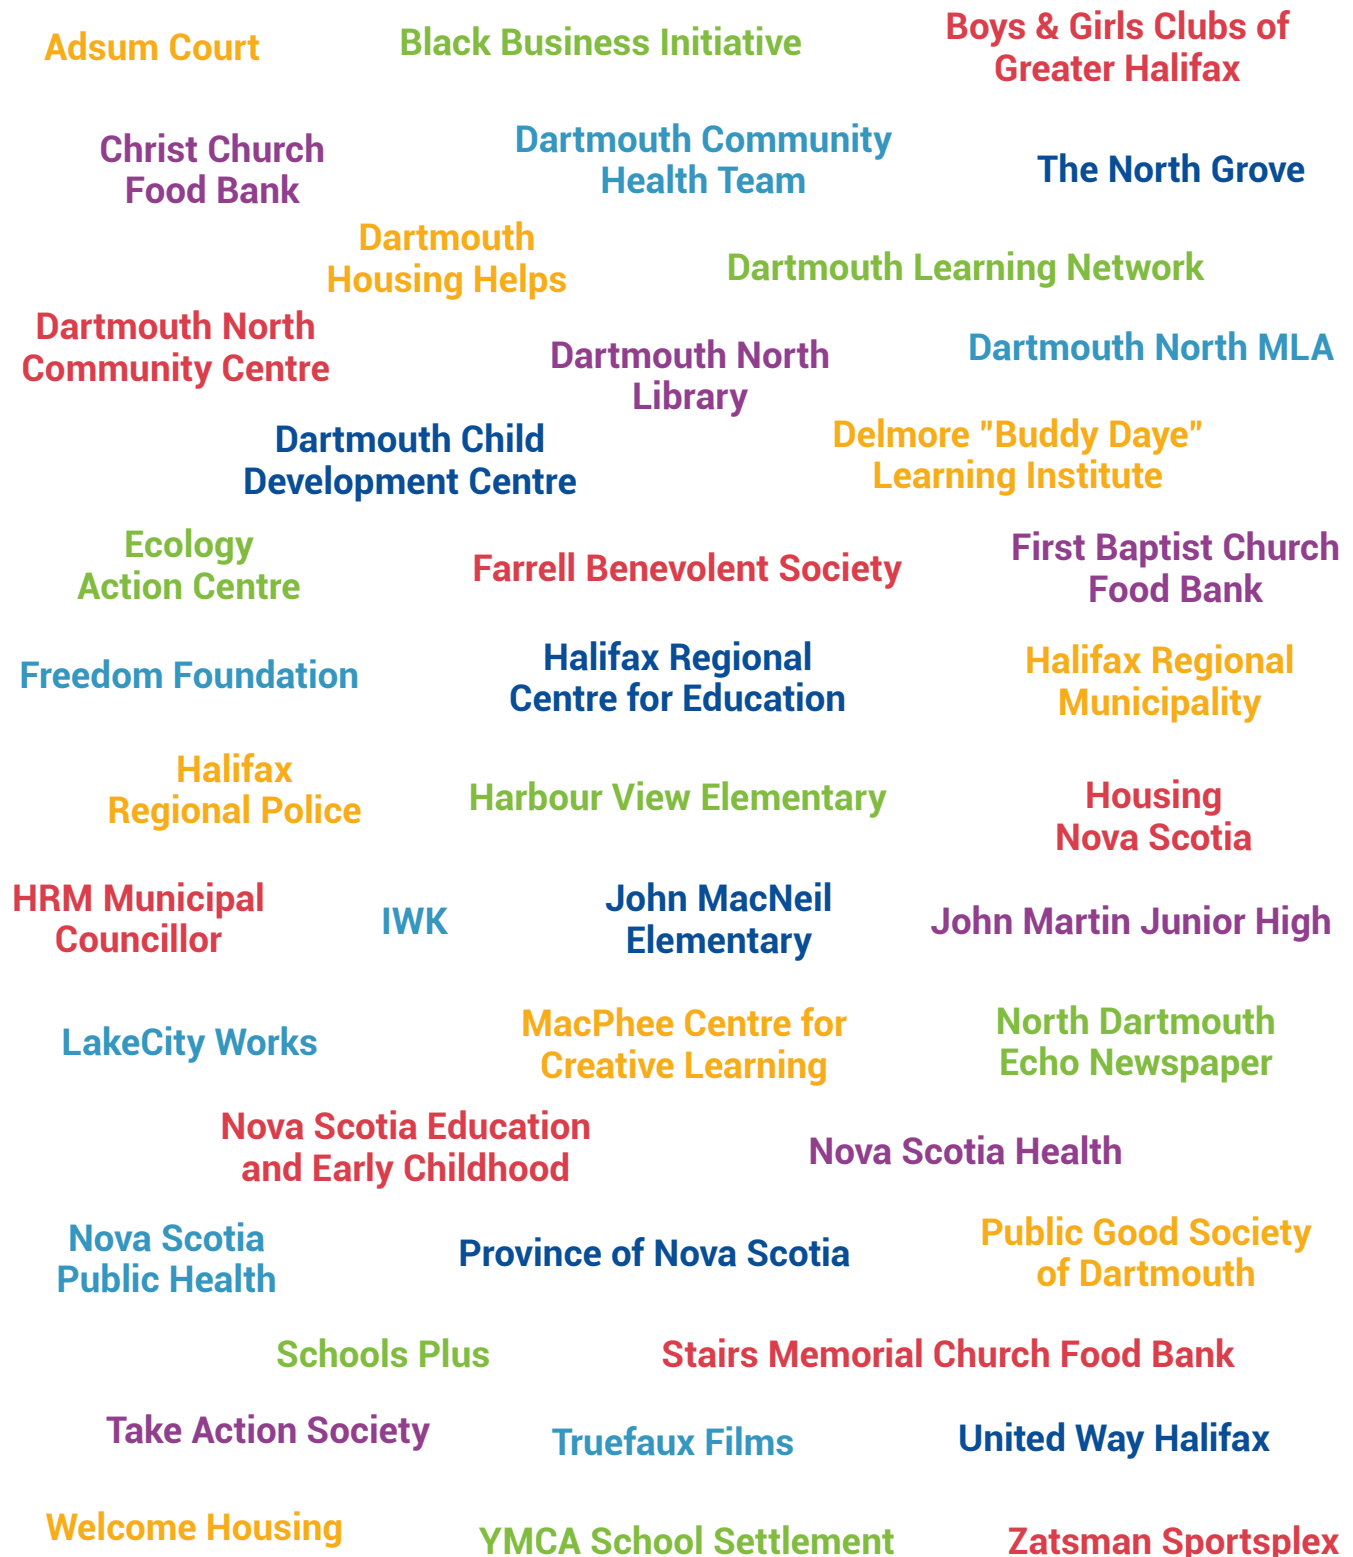 Adsum Court
Black Business Initiative
Boys & Girls Clubs of
Greater Halifax
Christ Church
Food Bank
Dartmouth Community
Health Team
The North Grove
Dartmouth
Housing Helps
Dartmouth Learning Network
Dartmouth North
Community Centre
Dartmouth North
Library
Dartmouth North MLA
Dartmouth Child
Development Centre
Delmore "Buddy Daye"
Learning Institute
Ecology
Action Centre
Farrell Benevolent Society
First Baptist Church
Food Bank
Freedom Foundation
Halifax Regional
Centre for Education
Halifax Regional
Municipality
Halifax
Regional Police
Harbour View Elementary
Housing
Nova Scotia
HRM Municipal
Councillor
IWK
John MacNeil
Elementary
John Martin Junior High
LakeCity Works
MacPhee Centre for
Creative Learning
North Dartmouth
Echo Newspaper
Nova Scotia Education
and Early Childhood
Nova Scotia Health
Nova Scotia
Public Health
Province of Nova Scotia
Public Good Society
of Dartmouth
Schools Plus
Stairs Memorial Church Food Bank
Take Action Society
Truefaux Films
United Way Halifax
Welcome Housing
YMCA School Settlement
Zatsman Sportsplex